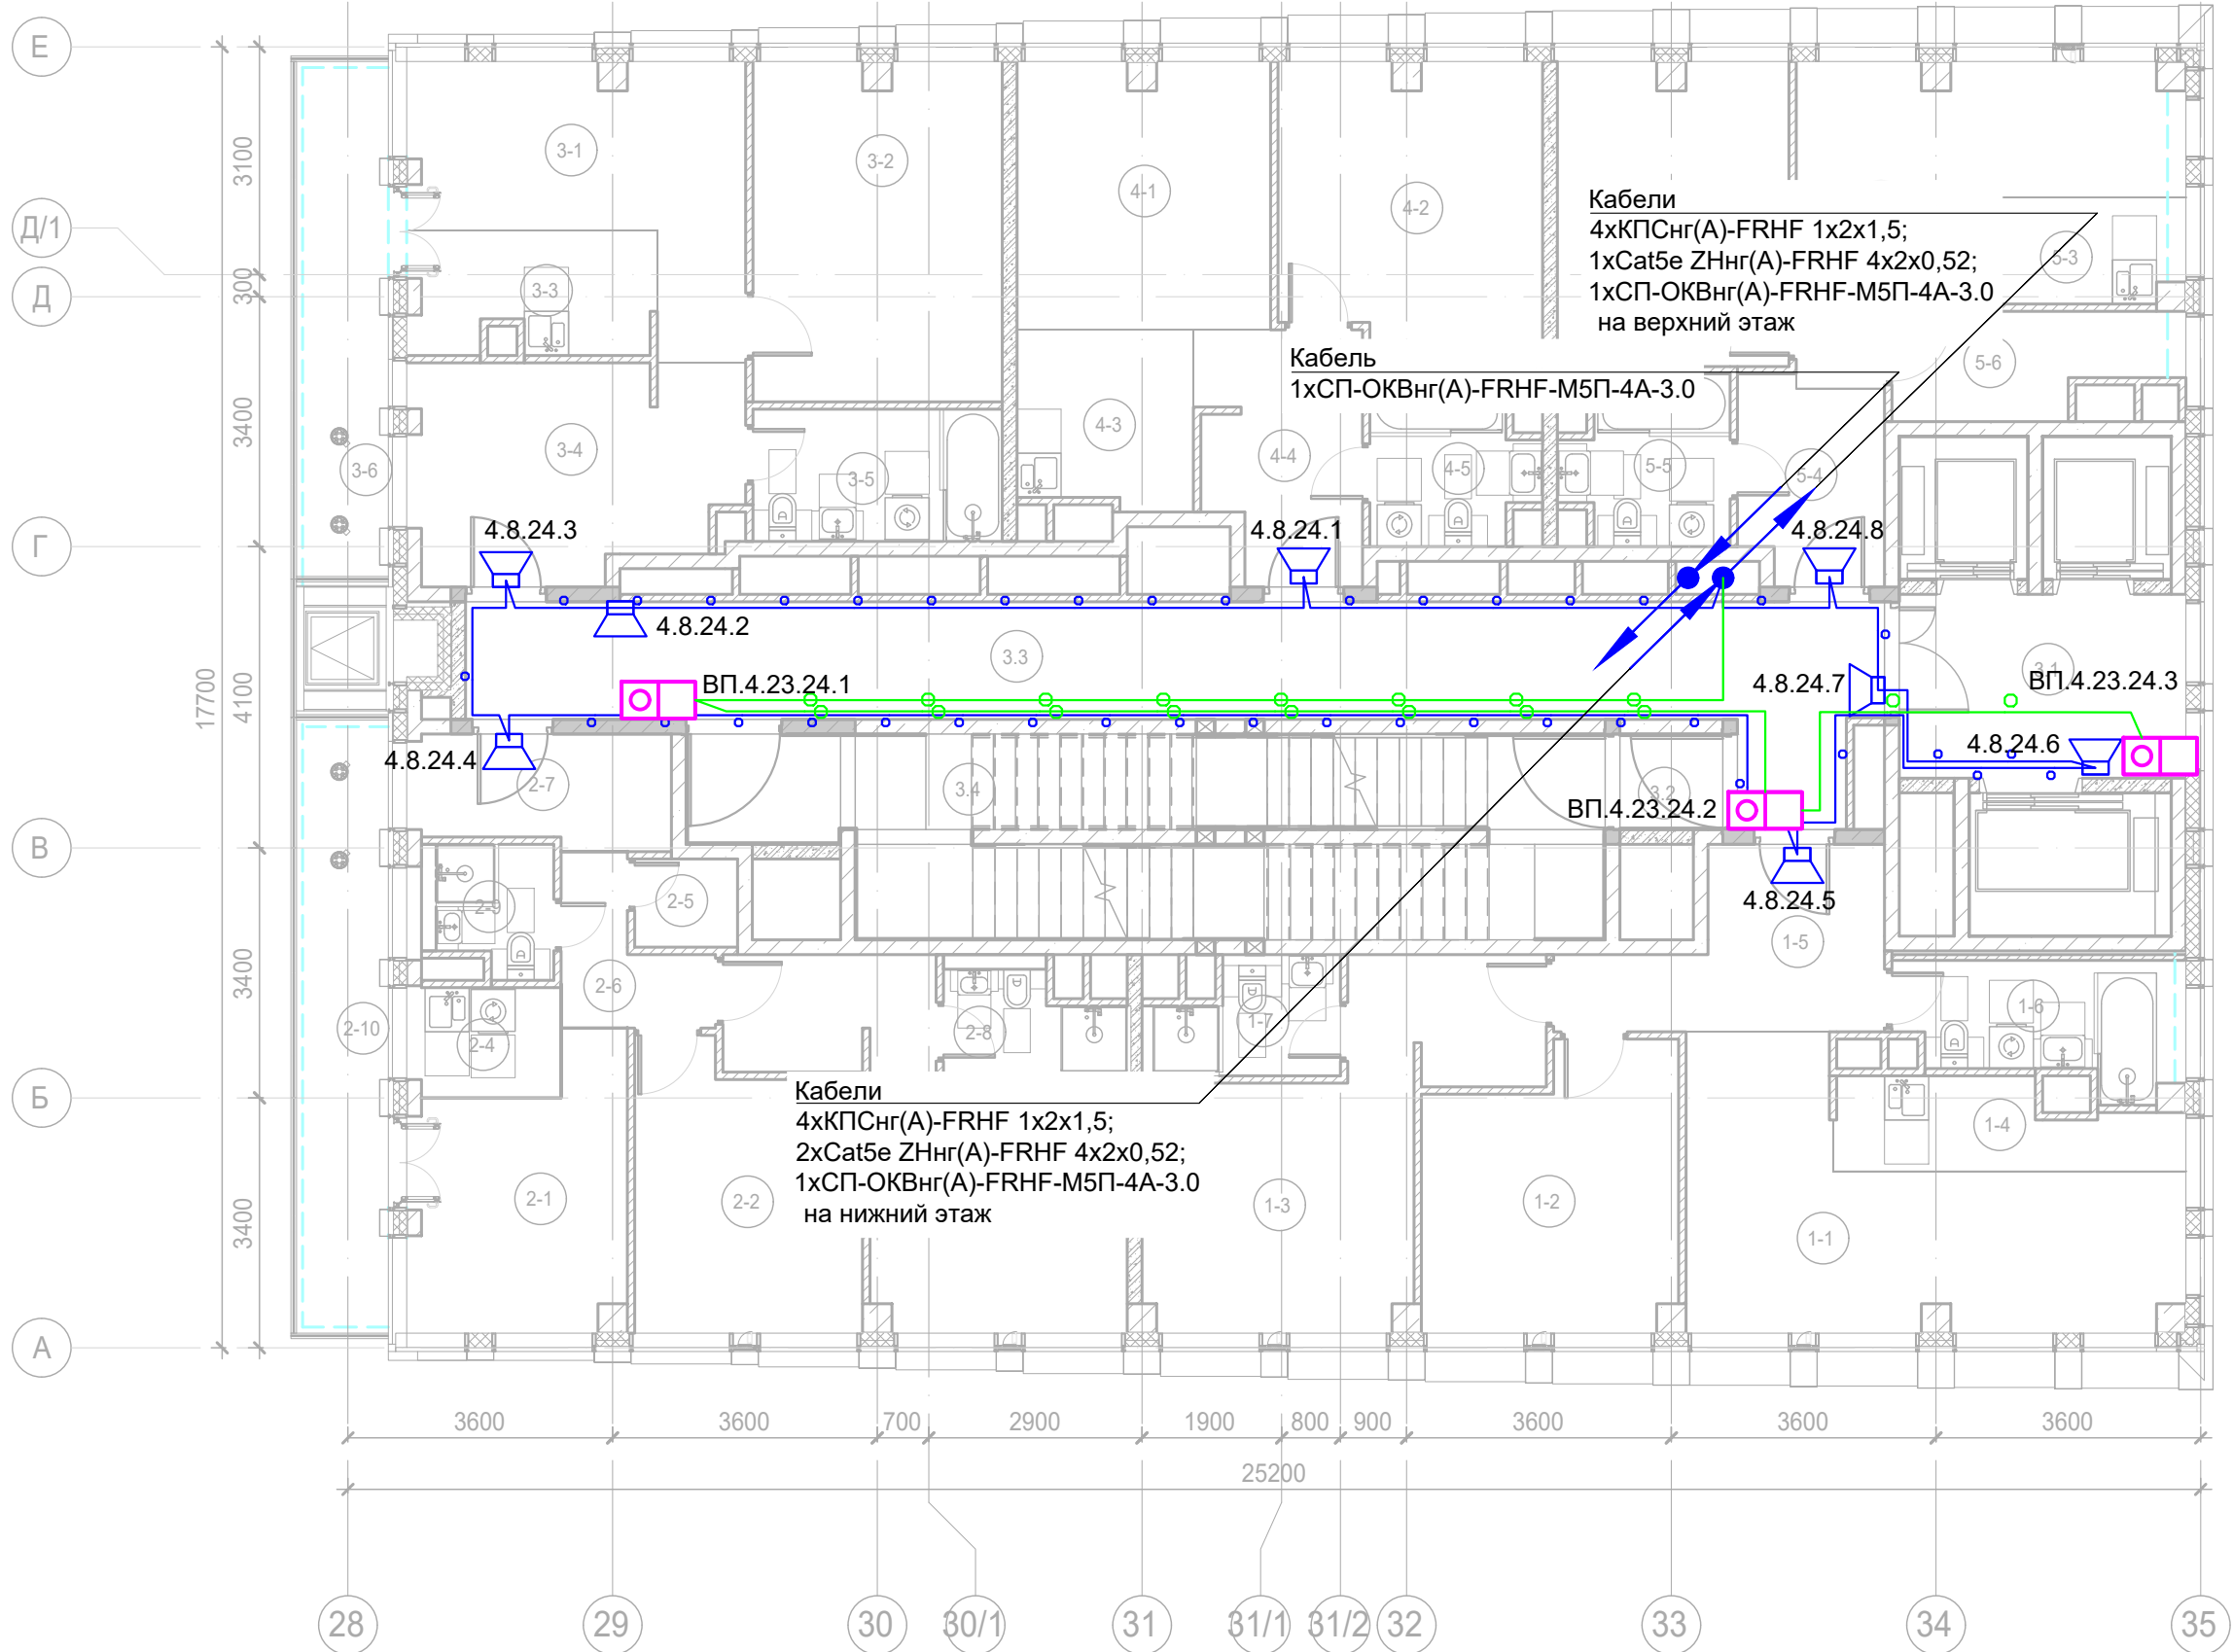 Е
Д/1
Д
Г
В
Б
А
3100
300
3400
4100
3400
3400
17700
3-1
3-2
4-1
4-2
Кабели
4хКПСнг(А)-FRHF 1х2х1,5;
1хCat5e ZHнг(А)-FRHF 4х2х0,52;
1хСП-ОКВнг(А)-FRHF-М5П-4А-3.0
на верхний этаж
5-3
3-3
Кабель
1хСП-ОКВнг(А)-FRHF-М5П-4А-3.0
5-6
3-6
3-4
3-5
4-3
4-4
4-5
5-5
5-4
4.8.24.3
4.8.24.1
4.8.24.8
4.8.24.2
3.3
3.1
ВП.4.23.24.1
4.8.24.7
ВП.4.23.24.3
4.8.24.4
2-7
3.4
3.2
4.8.24.6
ВП.4.23.24.2
4.8.24.5
2-9
2-5
1-5
2-10
2-6
2-4
2-8
1-7
1-6
1-4
Кабели
4хКПСнг(А)-FRHF 1х2х1,5;
2хCat5e ZHнг(А)-FRHF 4х2х0,52;
1хСП-ОКВнг(А)-FRHF-М5П-4А-3.0
на нижний этаж
2-1
2-2
1-3
1-2
1-1
3600 3600 700 2900 1900 800 900 3600 3600 3600
25200
28 29 30 30/1 31 31/1 31/2 32 33 34 35